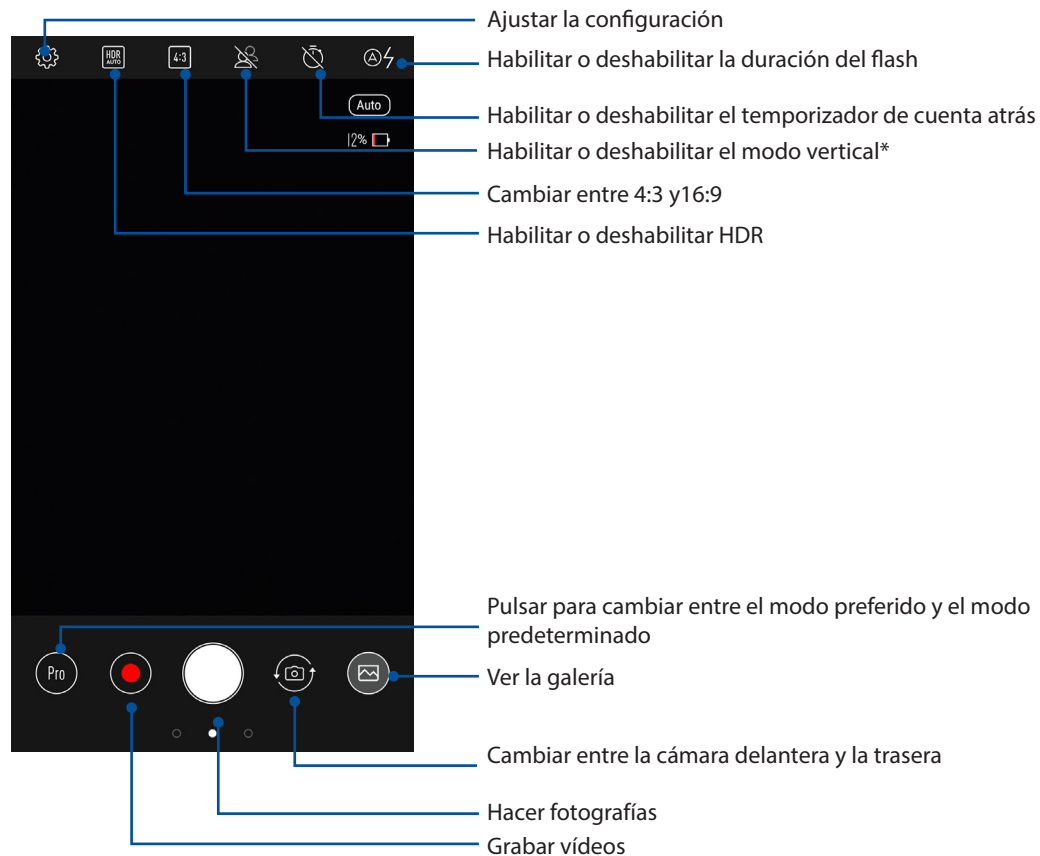 Ajustar la configuración
HDR
AUTO
4:3
A
Habilitar o deshabilitar la duración del flash
Auto
Habilitar o deshabilitar el temporizador de cuenta atrás
12%
Habilitar o deshabilitar el modo vertical*
Cambiar entre 4:3 y16:9
Habilitar o deshabilitar HDR
Pulsar para cambiar entre el modo preferido y el modo
predeterminado
Pro
Ver la galería
Cambiar entre la cámara delantera y la trasera
Hacer fotografías
Grabar vídeos